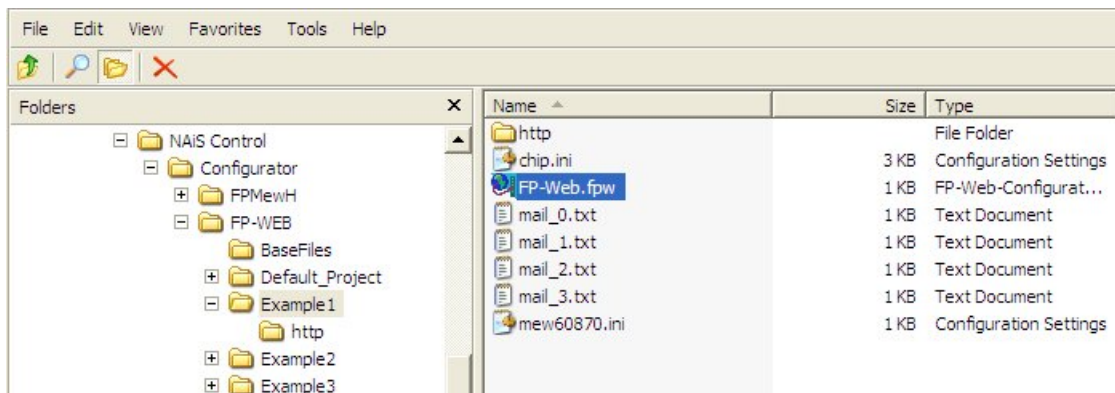 File Edit View Favorites Tools Help
Folders
NAiS Control
Configurator
FPMewH
FP-WEB
BaseFiles
Default_Project
Example1
http
Example2
Example3
Name Size Type
http File Folder
chip.ini 3 KB Configuration Settings
FP-Web.fpw 1 KB FP-Web-Configurat...
mail_0.txt 1 KB Text Document
mail_1.txt 1 KB Text Document
mail_2.txt 1 KB Text Document
mail_3.txt 1 KB Text Document
mew60870.ini 1 KB Configuration Settings